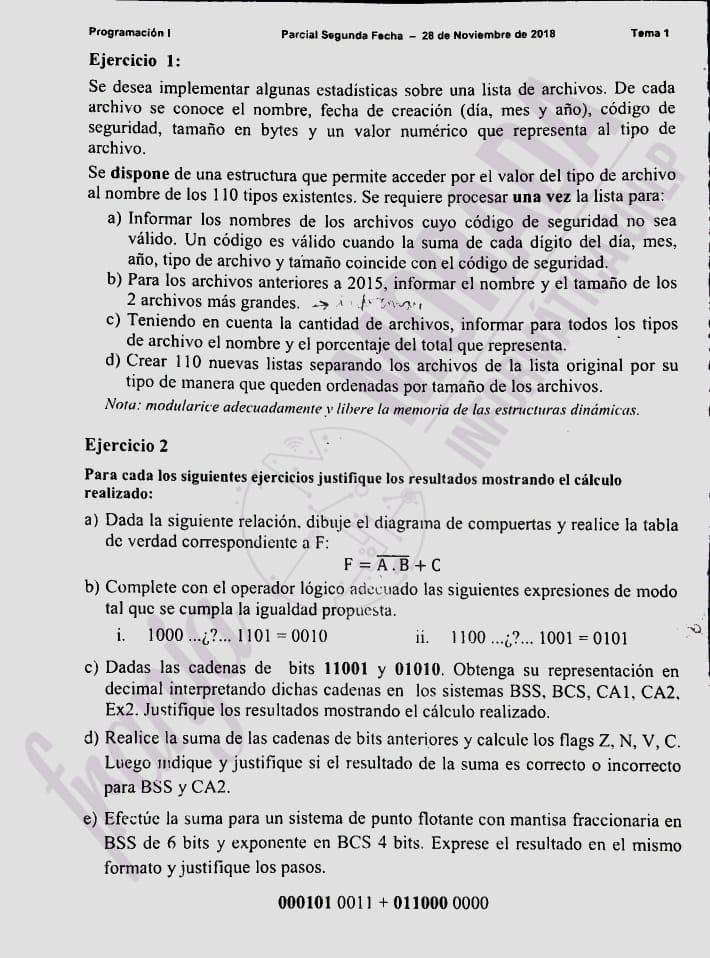 Programación I Parcial Segunda Fecha – 28 de Noviembre de 2018 Tema 1
Ejercicio 1:
Se desea implementar algunas estadísticas sobre una lista de archivos. De cada
archivo se conoce el nombre, fecha de creación (día, mes y año), código de
seguridad, tamaño en bytes y un valor numérico que representa al tipo de
archivo.
Se dispone de una estructura que permite acceder por el valor del tipo de archivo
al nombre de los 110 tipos existentes. Se requiere procesar una vez la lista para:
a) Informar los nombres de los archivos cuyo código de seguridad no sea
válido. Un código es válido cuando la suma de cada digito del día, mes,
año, tipo de archivo y tamaño coincide con el código de seguridad.
b) Para los archivos anteriores a 2015, informar el nombre y el tamaño de los
2 archivos más grandes. →
c) Teniendo en cuenta la cantidad de archivos, informar para todos los tipos
de archivo el nombre y el porcentaje del total que representa.
d) Crear 110 nuevas listas separando los archivos de la lista original por su
tipo de manera que queden ordenadas por tamaño de los archivos.
Nota: modularice adecuadamente y libere la memoria de las estructuras dinámicas.
Ejercicio 2
Para cada los siguientes ejercicios justifique los resultados mostrando el cálculo
realizado:
a) Dada la siguiente relación, dibuje el diagrama de compuertas y realice la tabla
de verdad correspondiente a F:
F = \overline{A . B} + C
b) Complete con el operador lógico adecuado las siguientes expresiones de modo
tal que se cumpla la igualdad propuesta.
i. 1000 ...¿?... 1101 = 0010 ii. 1100 ...¿?... 1001 = 0101
c) Dadas las cadenas de bits 11001 y 01010. Obtenga su representación en
decimal interpretando dichas cadenas en los sistemas BSS, BCS, CA1, CA2,
Ex2. Justifique los resultados mostrando el cálculo realizado.
d) Realice la suma de las cadenas de bits anteriores y calcule los flags Z, N, V, C.
Luego indique y justifique si el resultado de la suma es correcto o incorrecto
para BSS y CA2.
e) Efectúe la suma para un sistema de punto flotante con mantisa fraccionaria en
BSS de 6 bits y exponente en BCS 4 bits. Exprese el resultado en el mismo
formato y justifique los pasos.
000101 0011 + 011000 0000